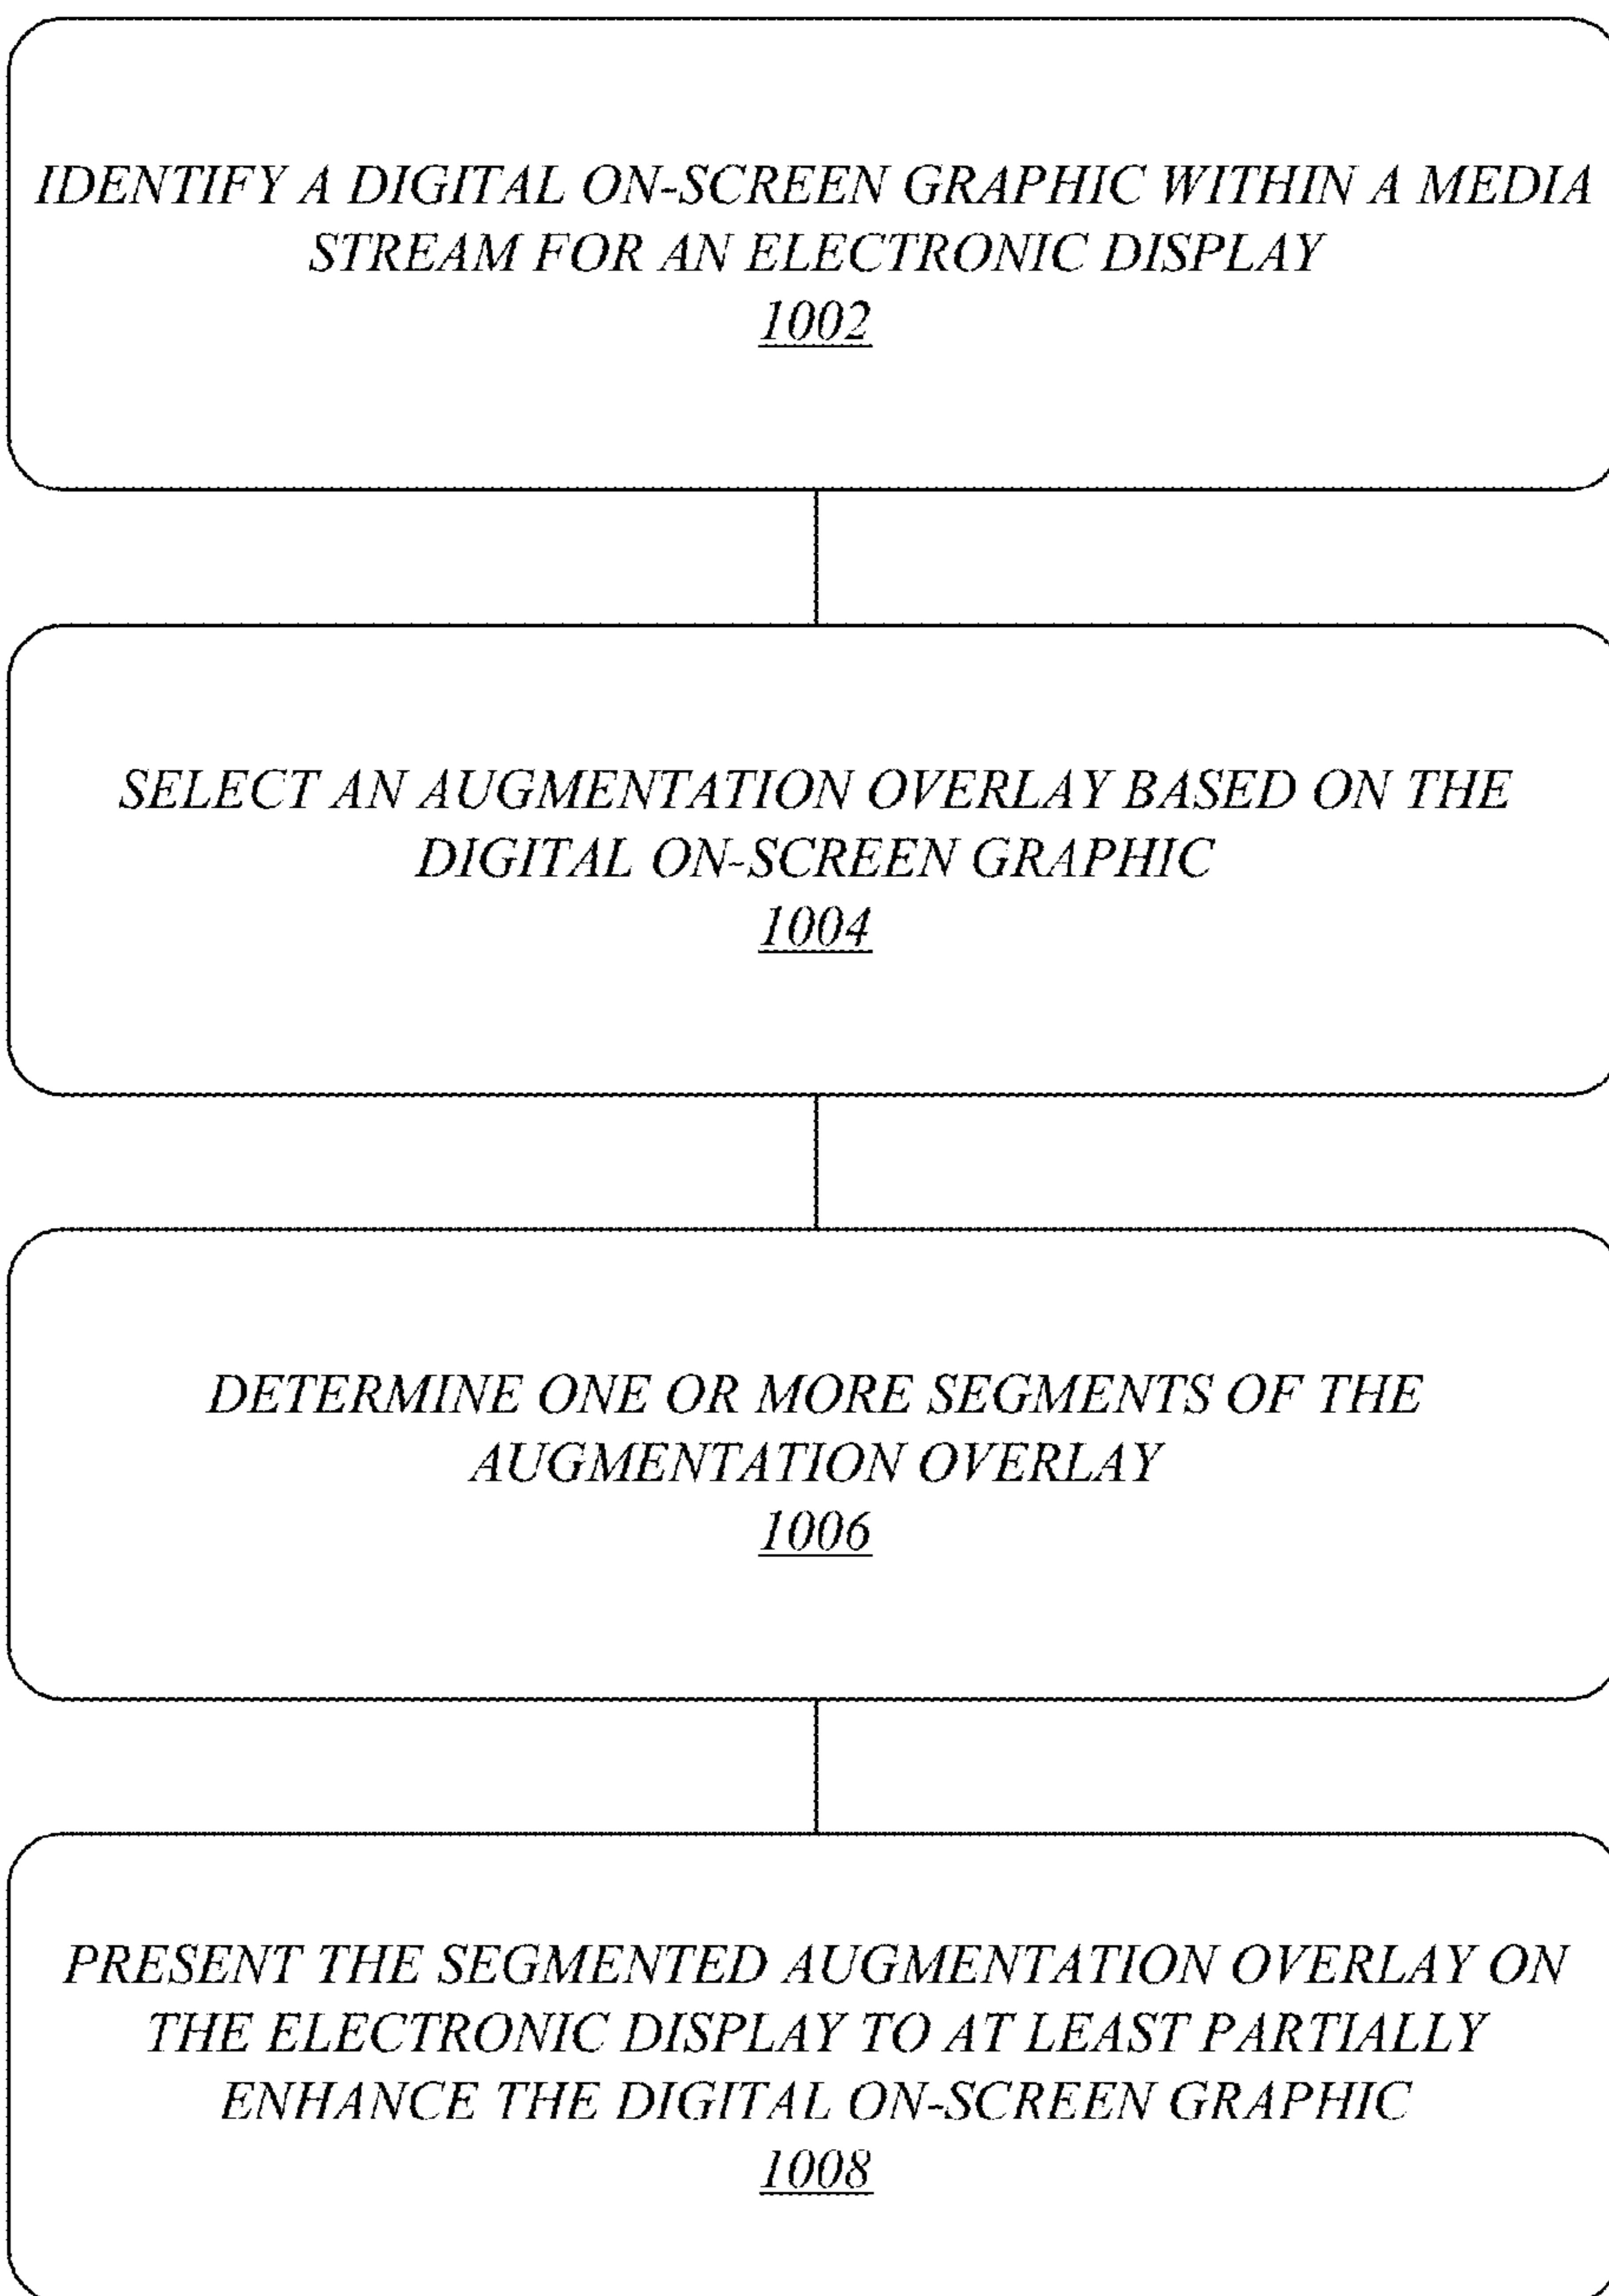 IDENTIFY A DIGITAL ON-SCREEN GRAPHIC WITHIN A MEDIA
STREAM FOR AN ELECTRONIC DISPLAY
1002
SELECT AN AUGMENTATION OVERLAY BASED ON THE
DIGITAL ON-SCREEN GRAPHIC
1004
DETERMINE ONE OR MORE SEGMENTS OF THE
AUGMENTATION OVERLAY
1006
PRESENT THE SEGMENTED AUGMENTATION OVERLAY ON
THE ELECTRONIC DISPLAY TO AT LEAST PARTIALLY
ENHANCE THE DIGITAL ON-SCREEN GRAPHIC
1008